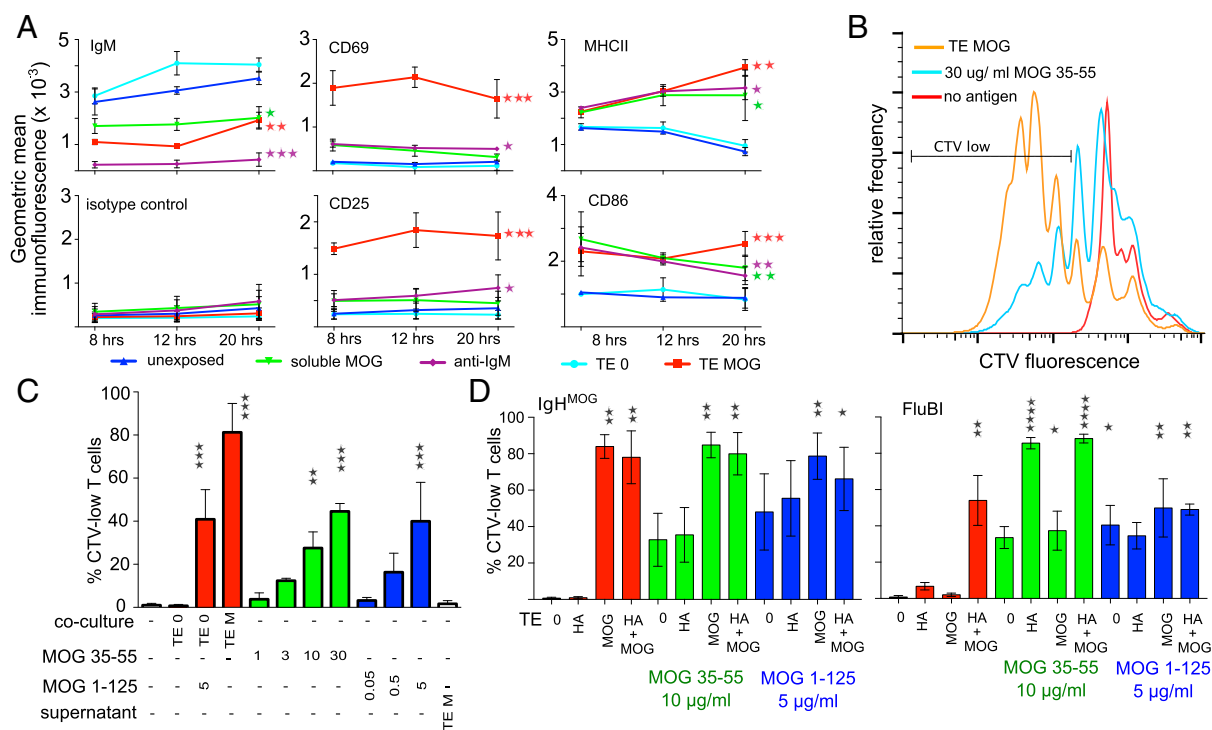 A
Geometric mean
immunofluorescence (x 10⁻³)
IgM
5
3
1
CD69
3
2
1
MHCII
5
3
1
★
★★
★★★
★★★
★
★★
★
★
isotype control
3
2
1
8 hrs 12 hrs 20 hrs
CD25
3
2
1
8 hrs 12 hrs 20 hrs
CD86
4
2
8 hrs 12 hrs 20 hrs
★★★
★
★★★
★★
★★
unexposed soluble MOG anti-IgM TE 0 TE MOG
B
TE MOG
30 ug/ ml MOG 35-55
no antigen
CTV low
relative frequency
CTV fluorescence
C
% CTV-low T cells
100
80
60
40
20
0
★★★ ★★★ ★★ ★★★ ★★★
co-culture - TE 0 TE 0 TE M - - - - - - - -
MOG 35-55 - - - - 1 3 10 30 - - - -
MOG 1-125 - - 5 - - - - - 0.05 0.5 5 -
supernatant - - - - - - - - - - - TE M
D
IgHMOG
% CTV-low T cells
100
80
60
40
20
0
★★ ★★ ★★ ★★ ★★ ★
TE 0 HA MOG HA + MOG 0 HA MOG HA + MOG 0 HA MOG HA + MOG
MOG 35-55
10 µg/ml
MOG 1-125
5 µg/ml
FluBI
★★ ★★★★ ★ ★★★★ ★ ★★ ★★
0 HA MOG HA + MOG 0 HA MOG HA + MOG 0 HA MOG HA + MOG
MOG 35-55
10 µg/ml
MOG 1-125
5 µg/ml